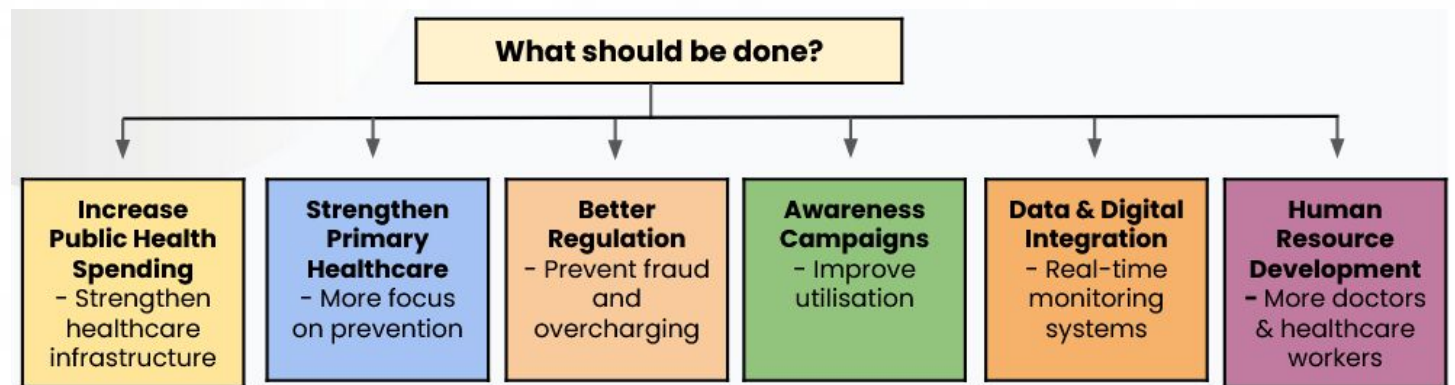 What should be done?
Increase
Public Health
Spending
- Strengthen
healthcare
infrastructure
Strengthen
Primary
Healthcare
- More focus
on prevention
Better
Regulation
- Prevent fraud
and
overcharging
Awareness
Campaigns
- Improve
utilisation
Data & Digital
Integration
- Real-time
monitoring
systems
Human
Resource
Development
- More doctors
& healthcare
workers